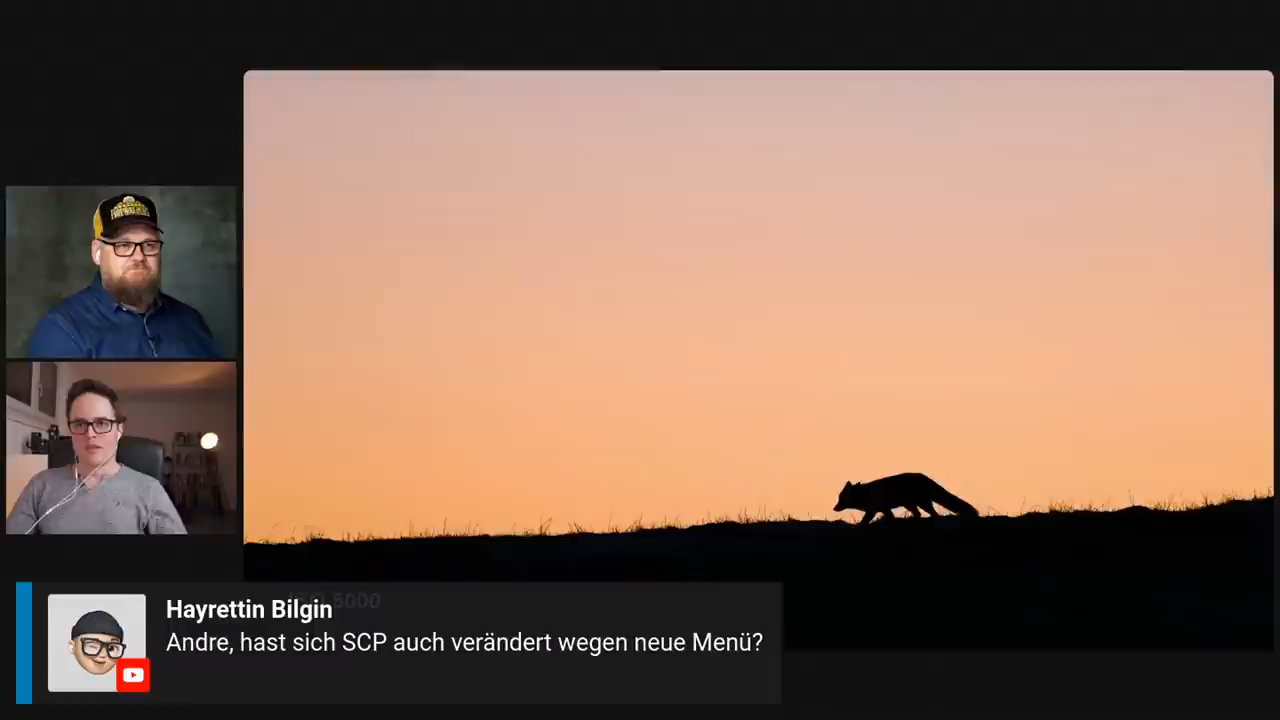 Hayrettin Bilgin
Andre, hast sich SCP auch verändert wegen neue Menü?